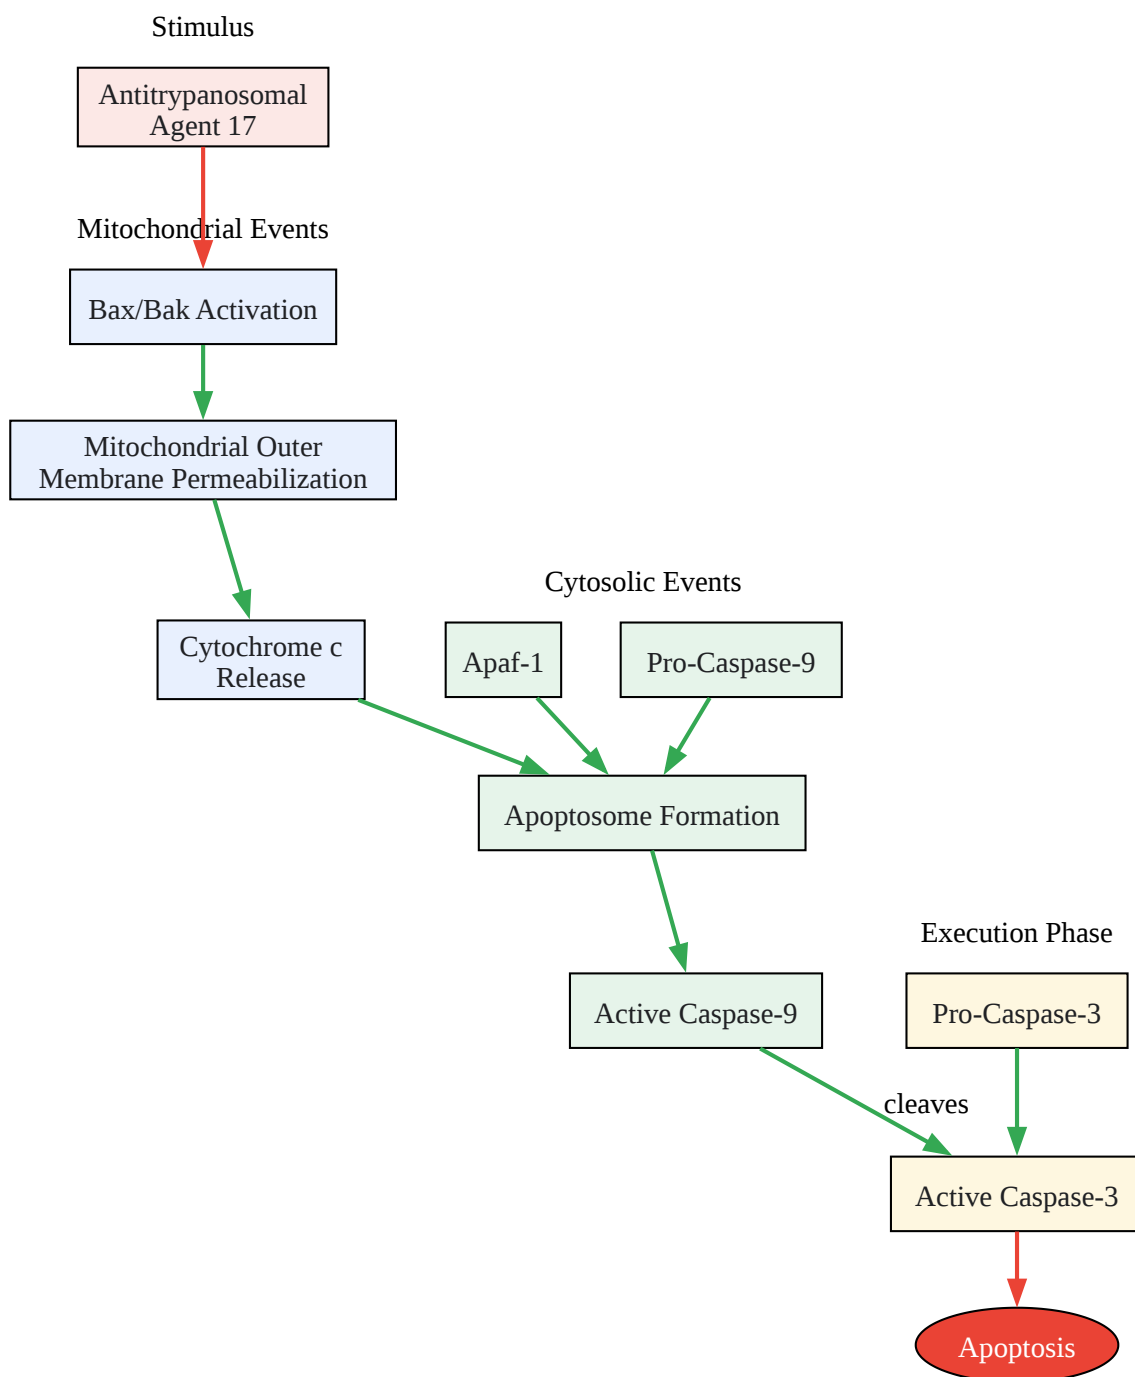 Stimulus
Antitrypanosomal
Agent 17
Mitochondrial Events
Bax/Bak Activation
Mitochondrial Outer
Membrane Permeabilization
Cytosolic Events
Cytochrome c
Release
Apaf-1
Pro-Caspase-9
Apoptosome Formation
Execution Phase
Active Caspase-9
Pro-Caspase-3
cleaves
Active Caspase-3
Apoptosis